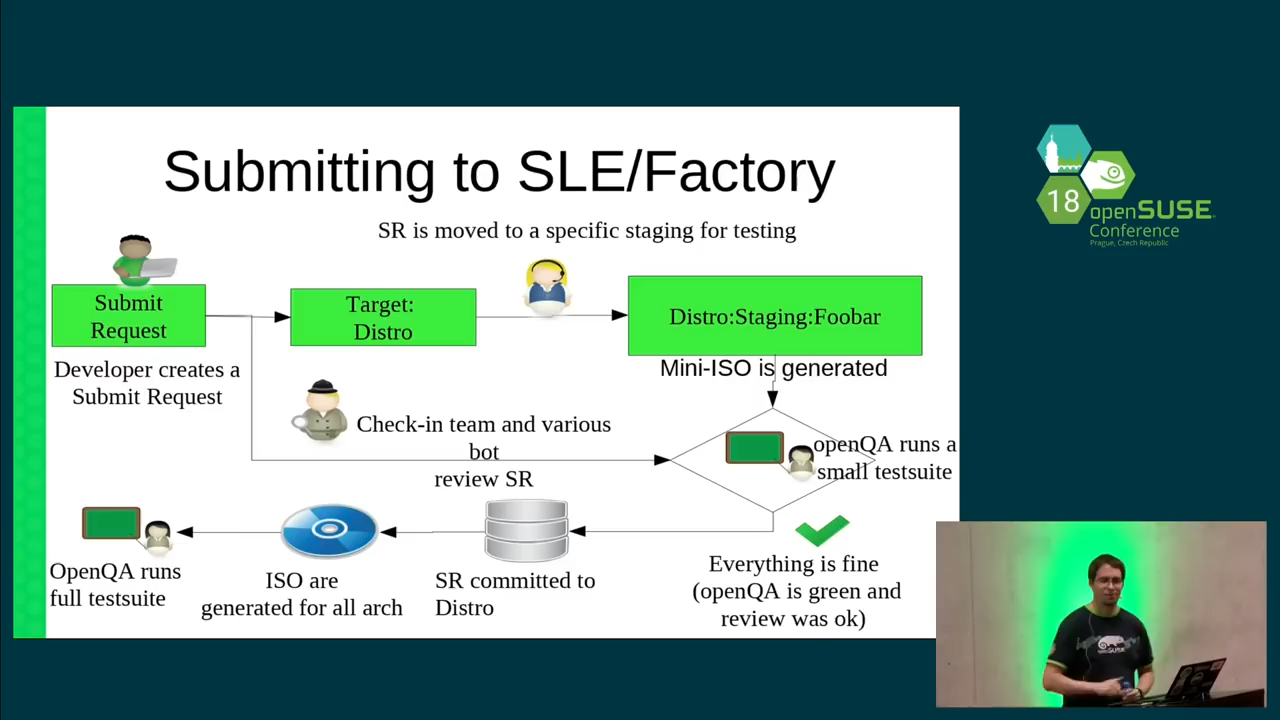 Submitting to SLE/Factory
SR is moved to a specific staging for testing
Submit
Request
Target:
Distro
Distro:Staging:Foobar
Developer creates a
Submit Request
Mini-ISO is generated
Check-in team and various
bot
review SR
openQA runs a
small testsuite
OpenQA runs
full testsuite
ISO are
generated for all arch
SR committed to
Distro
Everything is fine
(openQA is green and
review was ok)
18
openSUSE
Conference
Prague, Czech Republic
openSUSE